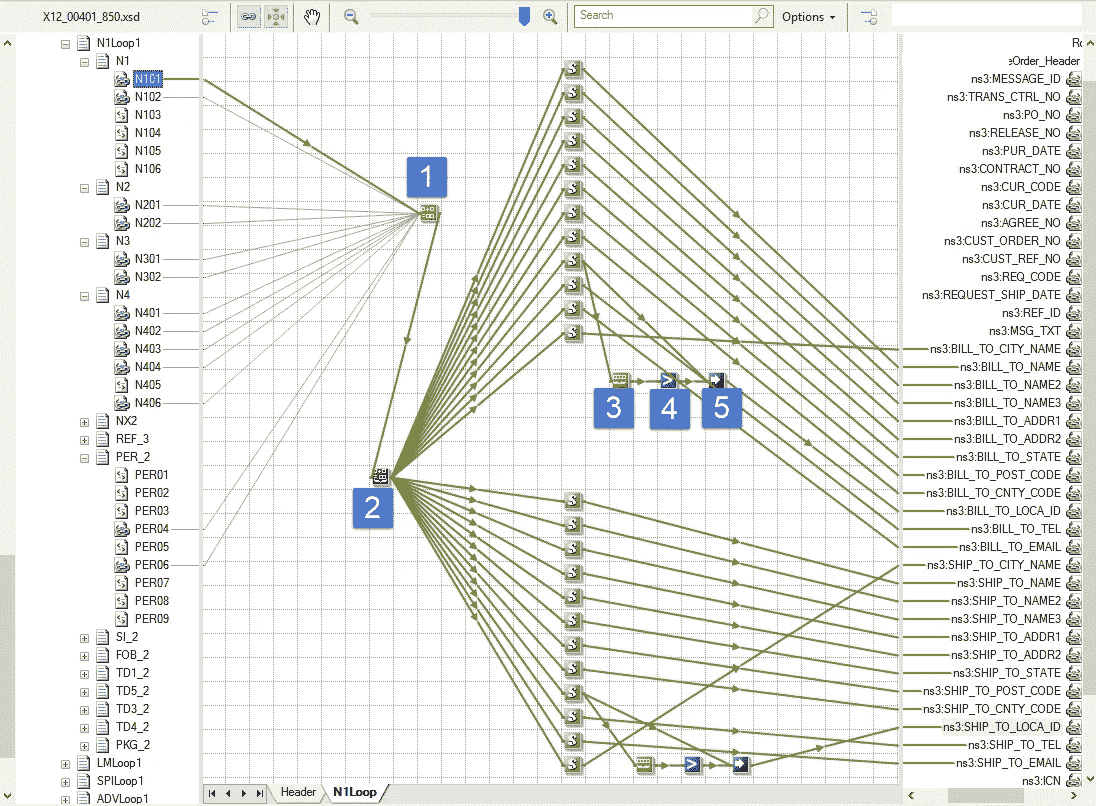 X12_00401_850.xsd
Search
Options
N1Loop1
N1
N101
N102
N103
N104
N105
N106
N2
N201
N202
N3
N301
N302
N4
N401
N402
N403
N404
N405
N406
NX2
REF_3
PER_2
PER01
PER02
PER03
PER04
PER05
PER06
PER07
PER08
PER09
SI_2
FOB_2
TD1_2
TD5_2
TD3_2
TD4_2
PKG_2
LMLoop1
SPILoop1
ADVLoop1
1
2
3
4
5
Header
N1Loop
eOrder_Header
ns3:MESSAGE_ID
ns3:TRANS_CTRL_NO
ns3:PO_NO
ns3:RELEASE_NO
ns3:PUR_DATE
ns3:CONTRACT_NO
ns3:CUR_CODE
ns3:CUR_DATE
ns3:AGREE_NO
ns3:CUST_ORDER_NO
ns3:CUST_REF_NO
ns3:REQ_CODE
ns3:REQUEST_SHIP_DATE
ns3:REF_ID
ns3:MSG_TXT
ns3:BILL_TO_CITY_NAME
ns3:BILL_TO_NAME
ns3:BILL_TO_NAME2
ns3:BILL_TO_NAME3
ns3:BILL_TO_ADDR1
ns3:BILL_TO_ADDR2
ns3:BILL_TO_STATE
ns3:BILL_TO_POST_CODE
ns3:BILL_TO_CNTY_CODE
ns3:BILL_TO_LOCA_ID
ns3:BILL_TO_TEL
ns3:BILL_TO_EMAIL
ns3:SHIP_TO_CITY_NAME
ns3:SHIP_TO_NAME
ns3:SHIP_TO_NAME2
ns3:SHIP_TO_NAME3
ns3:SHIP_TO_ADDR1
ns3:SHIP_TO_ADDR2
ns3:SHIP_TO_STATE
ns3:SHIP_TO_POST_CODE
ns3:SHIP_TO_CNTY_CODE
ns3:SHIP_TO_LOCA_ID
ns3:SHIP_TO_TEL
ns3:SHIP_TO_EMAIL
ns3:ICN